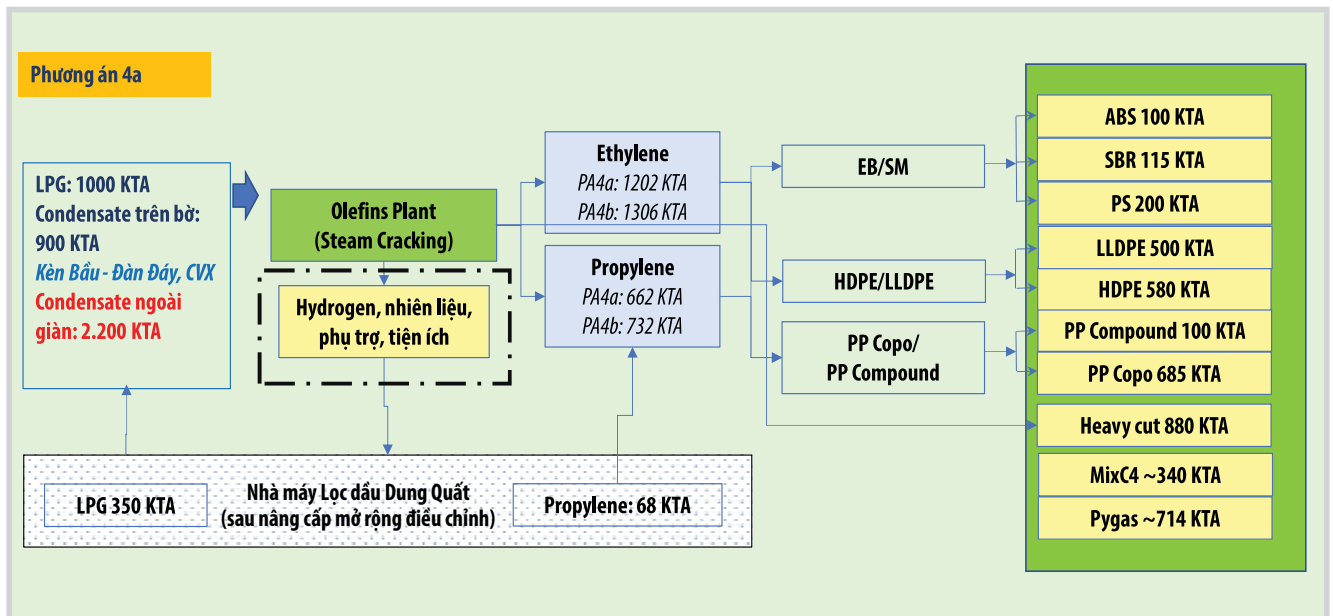 Phương án 4a
LPG: 1000 KTA
Condensate trên bờ:
900 KTA
Kèn Bầu - Đàn Đáy, CVX
Condensate ngoài
giàn: 2.200 KTA
Olefins Plant
(Steam Cracking)
Hydrogen, nhiên liệu,
phụ trợ, tiện ích
Ethylene
PA4a: 1202 KTA
PA4b: 1306 KTA
Propylene
PA4a: 662 KTA
PA4b: 732 KTA
EB/SM
HDPE/LLDPE
PP Copo/
PP Compound
ABS 100 KTA
SBR 115 KTA
PS 200 KTA
LLDPE 500 KTA
HDPE 580 KTA
PP Compound 100 KTA
PP Copo 685 KTA
Heavy cut 880 KTA
MixC4 ~340 KTA
Pygas ~714 KTA
LPG 350 KTA
Nhà máy Lọc dầu Dung Quất
(sau nâng cấp mở rộng điều chỉnh)
Propylene: 68 KTA